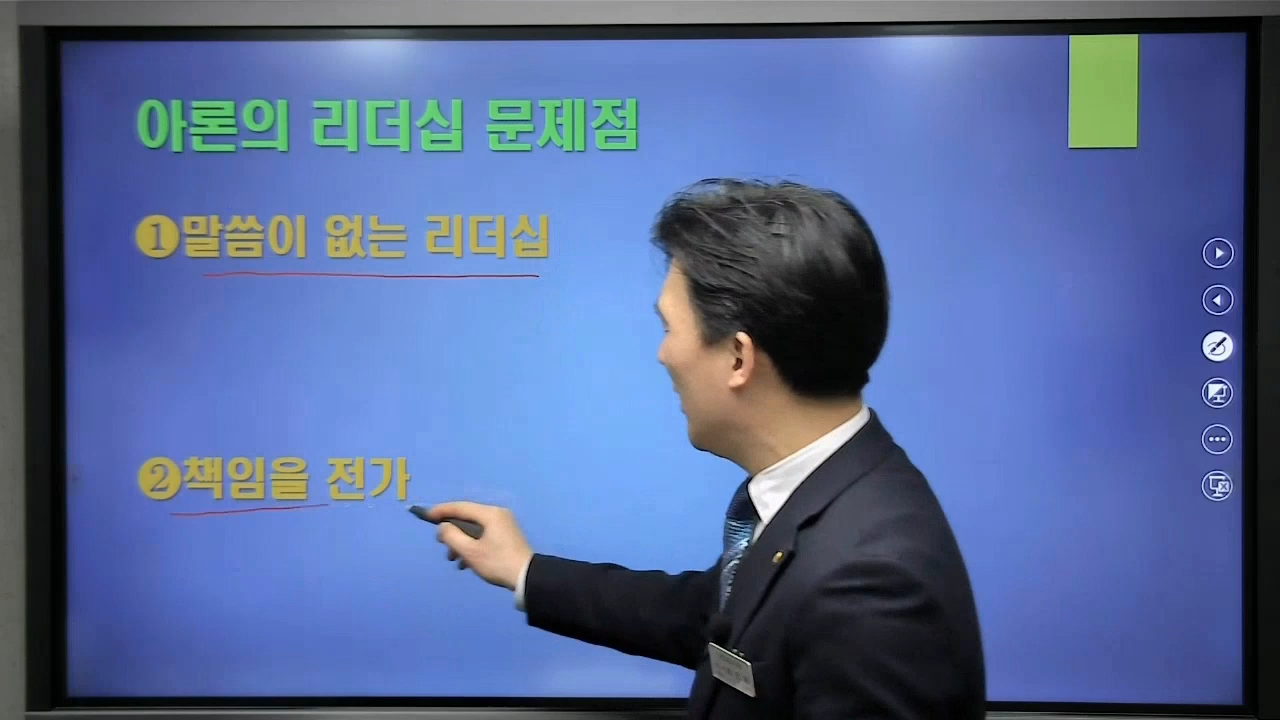 아론의 리더십 문제점
❶말씀이 없는 리더십
❷책임을 전가